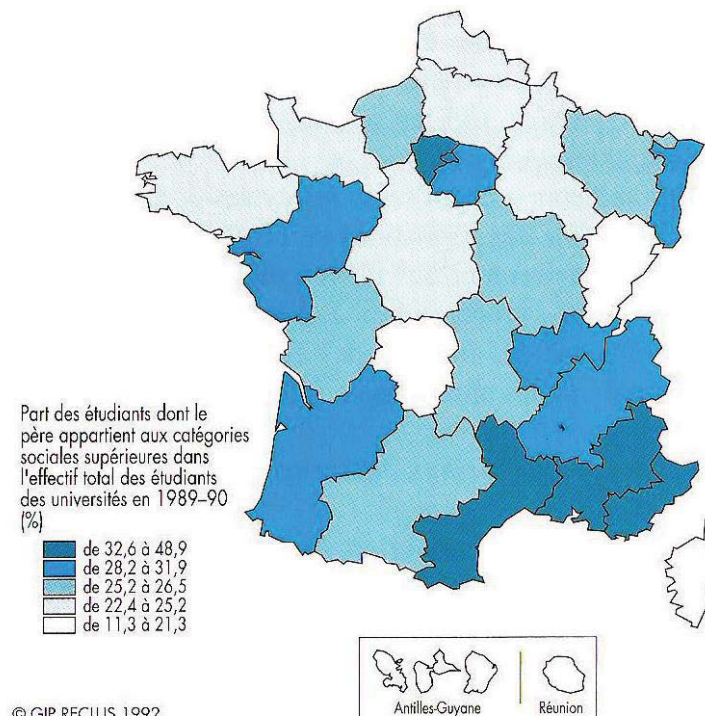 Part des étudiants dont le
père appartient aux catégories
sociales supérieures dans
l'effectif total des étudiants
des universités en 1989–90
(%)
de 32,6 à 48,9
de 28,2 à 31,9
de 25,2 à 26,5
de 22,4 à 25,2
de 11,3 à 21,3
Antilles-Guyane
Réunion
© GIP RECLUS 1992